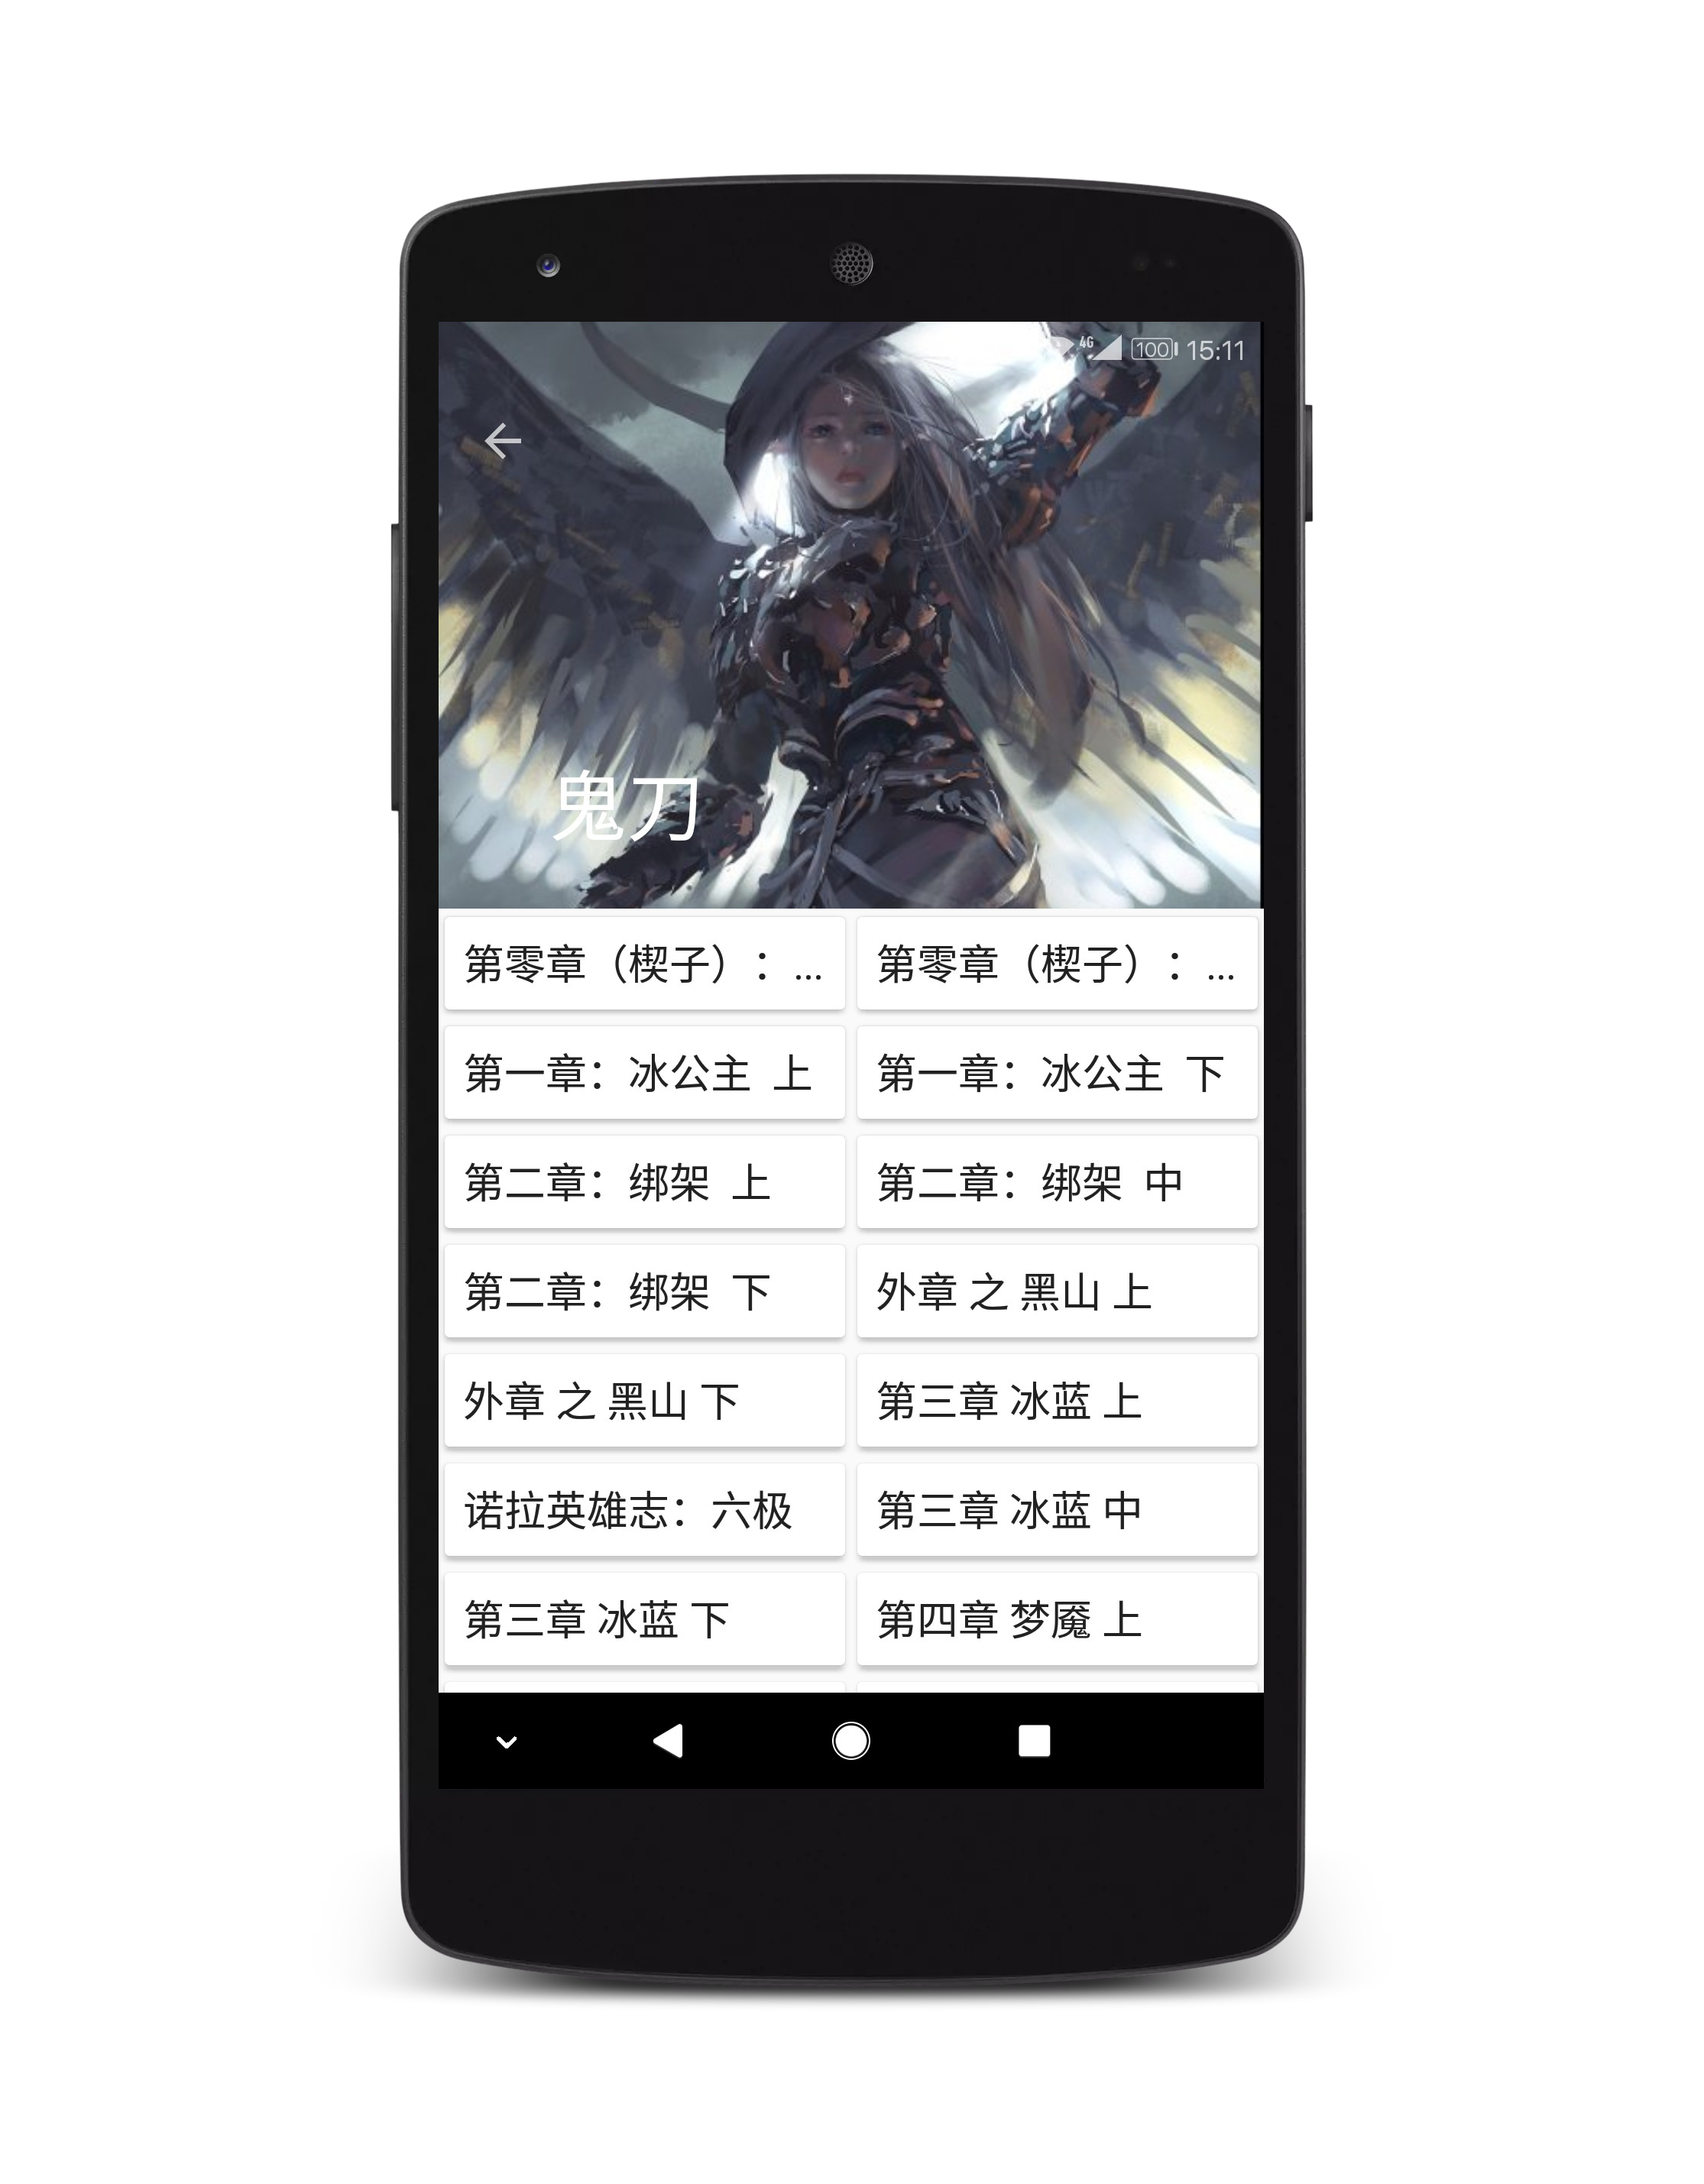 4G 100 15:11
鬼刀
第零章（楔子）：... 第零章（楔子）：...
第一章：冰公主 上 第一章：冰公主 下
第二章：绑架 上 第二章：绑架 中
第二章：绑架 下 外章 之 黑山 上
外章 之 黑山 下 第三章 冰蓝 上
诺拉英雄志：六极 第三章 冰蓝 中
第三章 冰蓝 下 第四章 梦魇 上